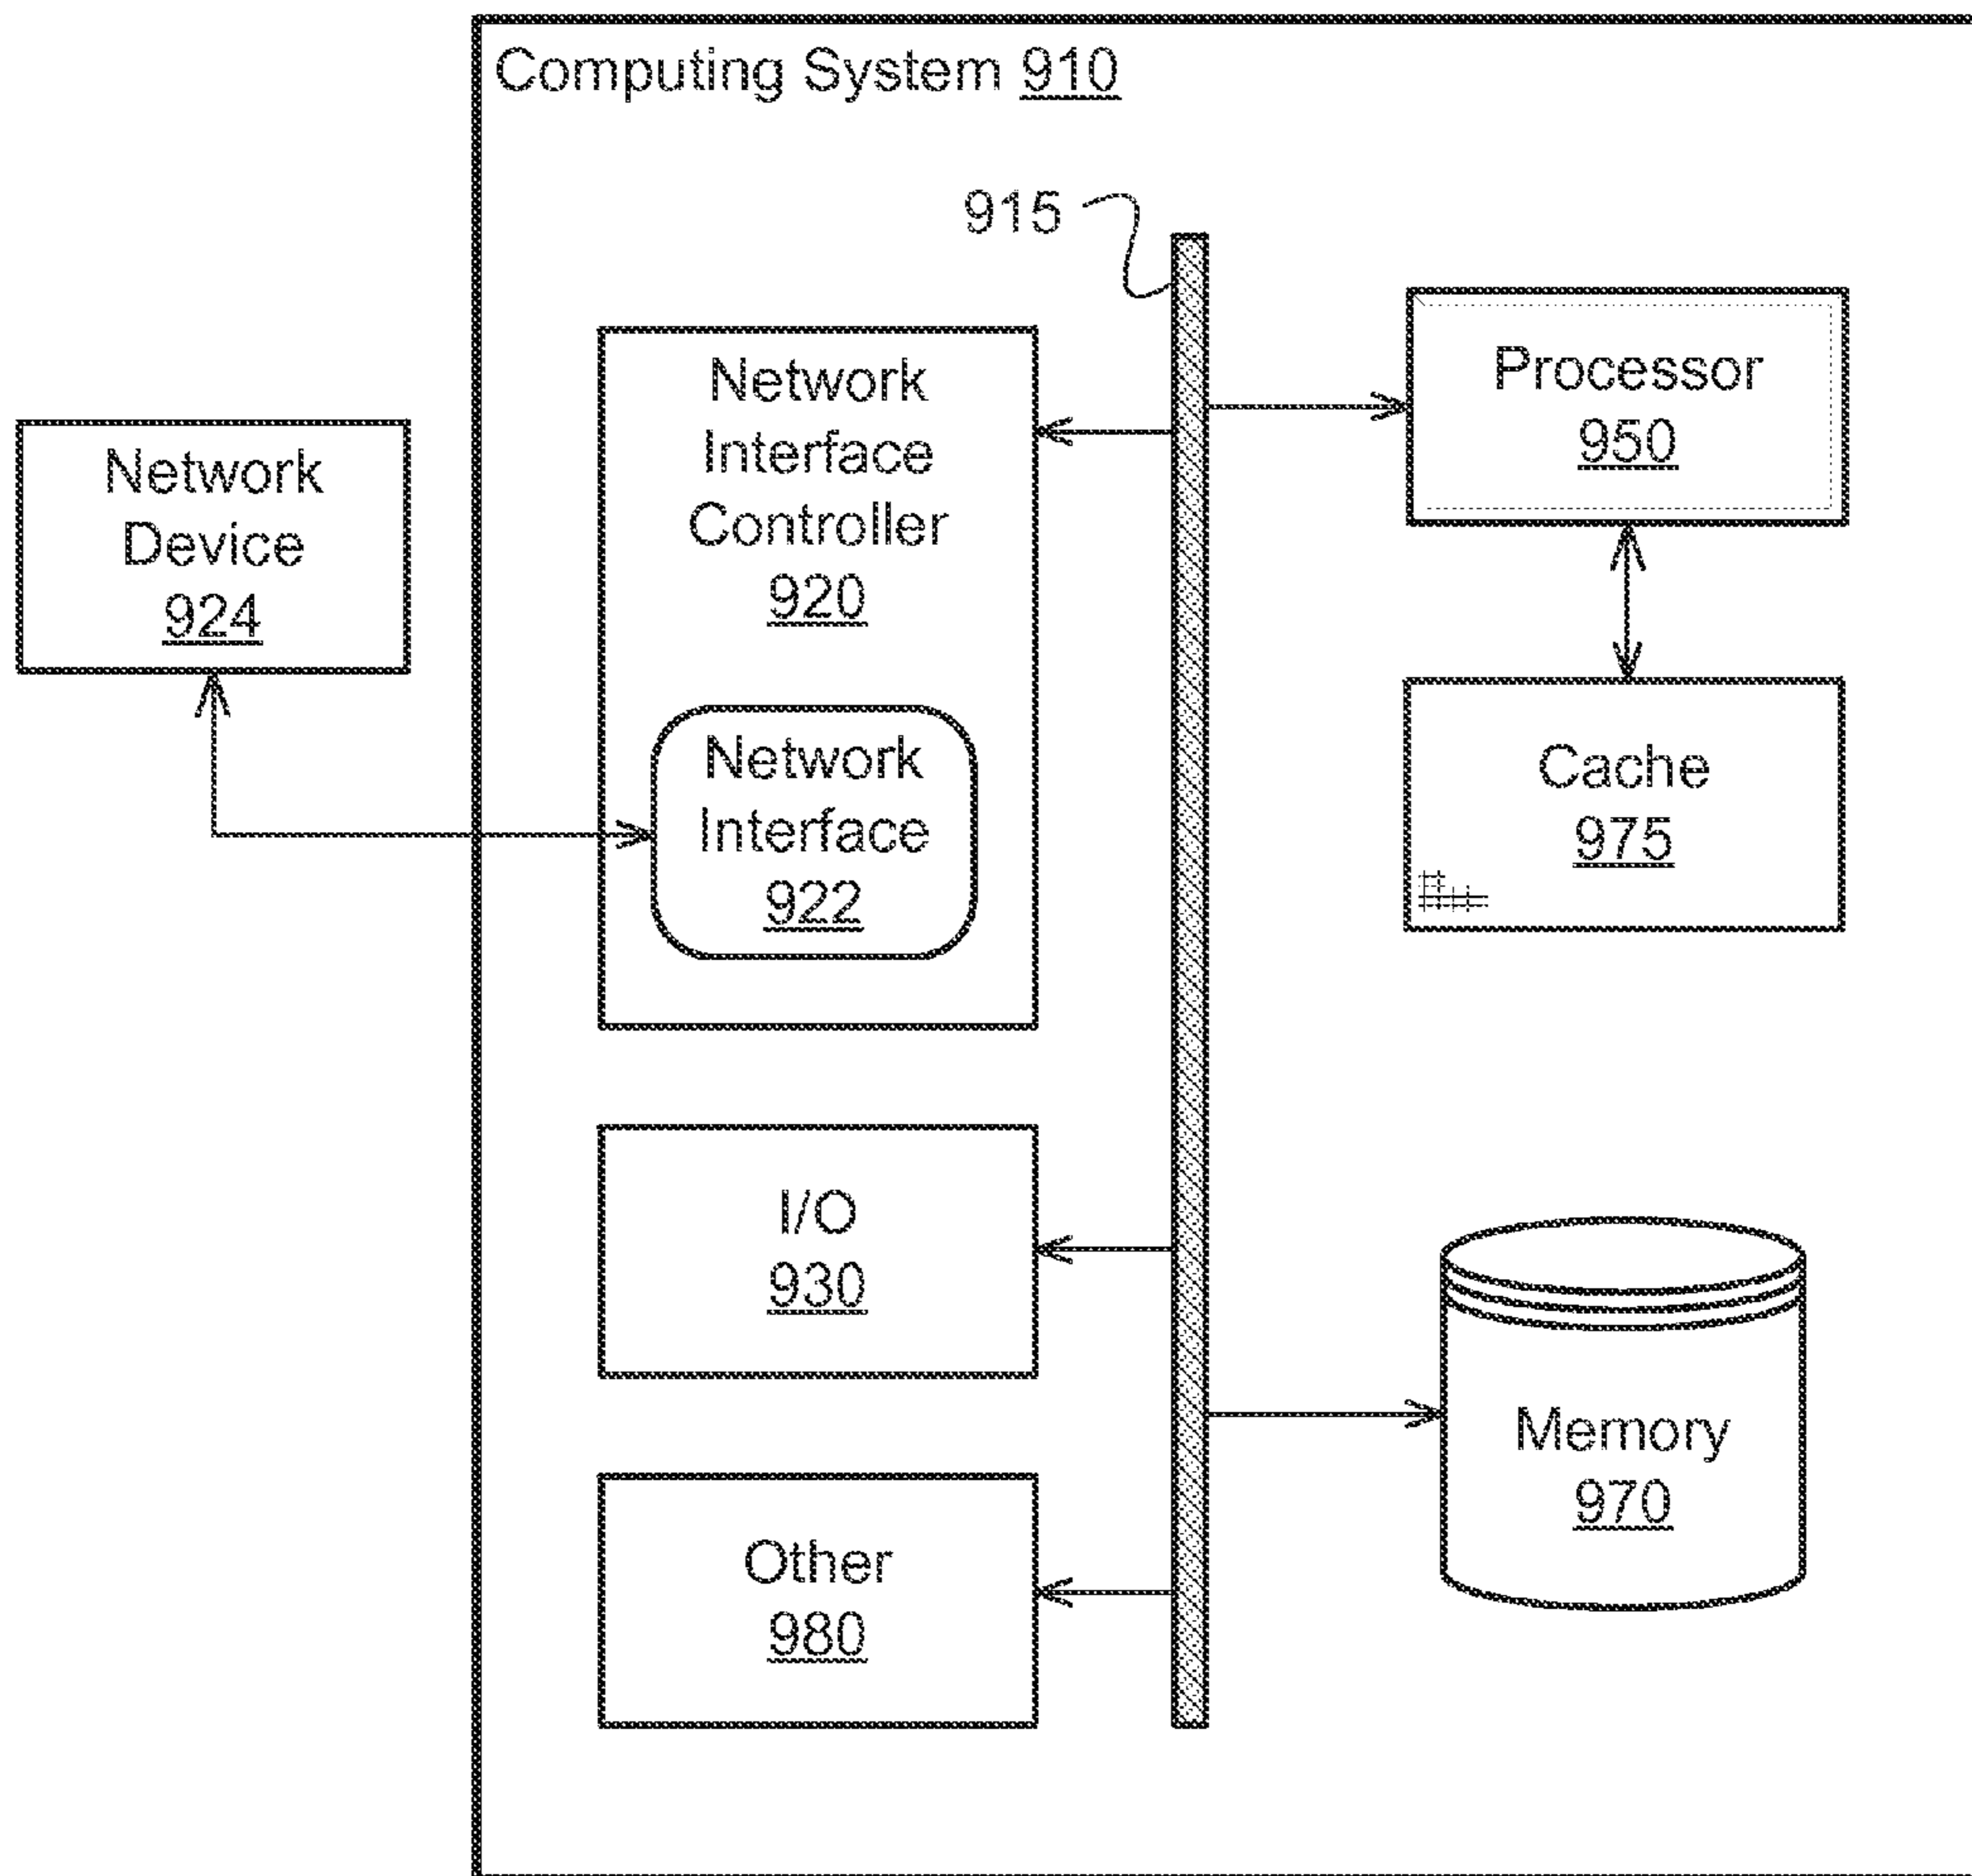 Computing System 910
915
Network
Interface
Controller
920
Processor
950
Network
Device
924
Network
Interface
922
Cache
975
I/O
930
Memory
970
Other
980